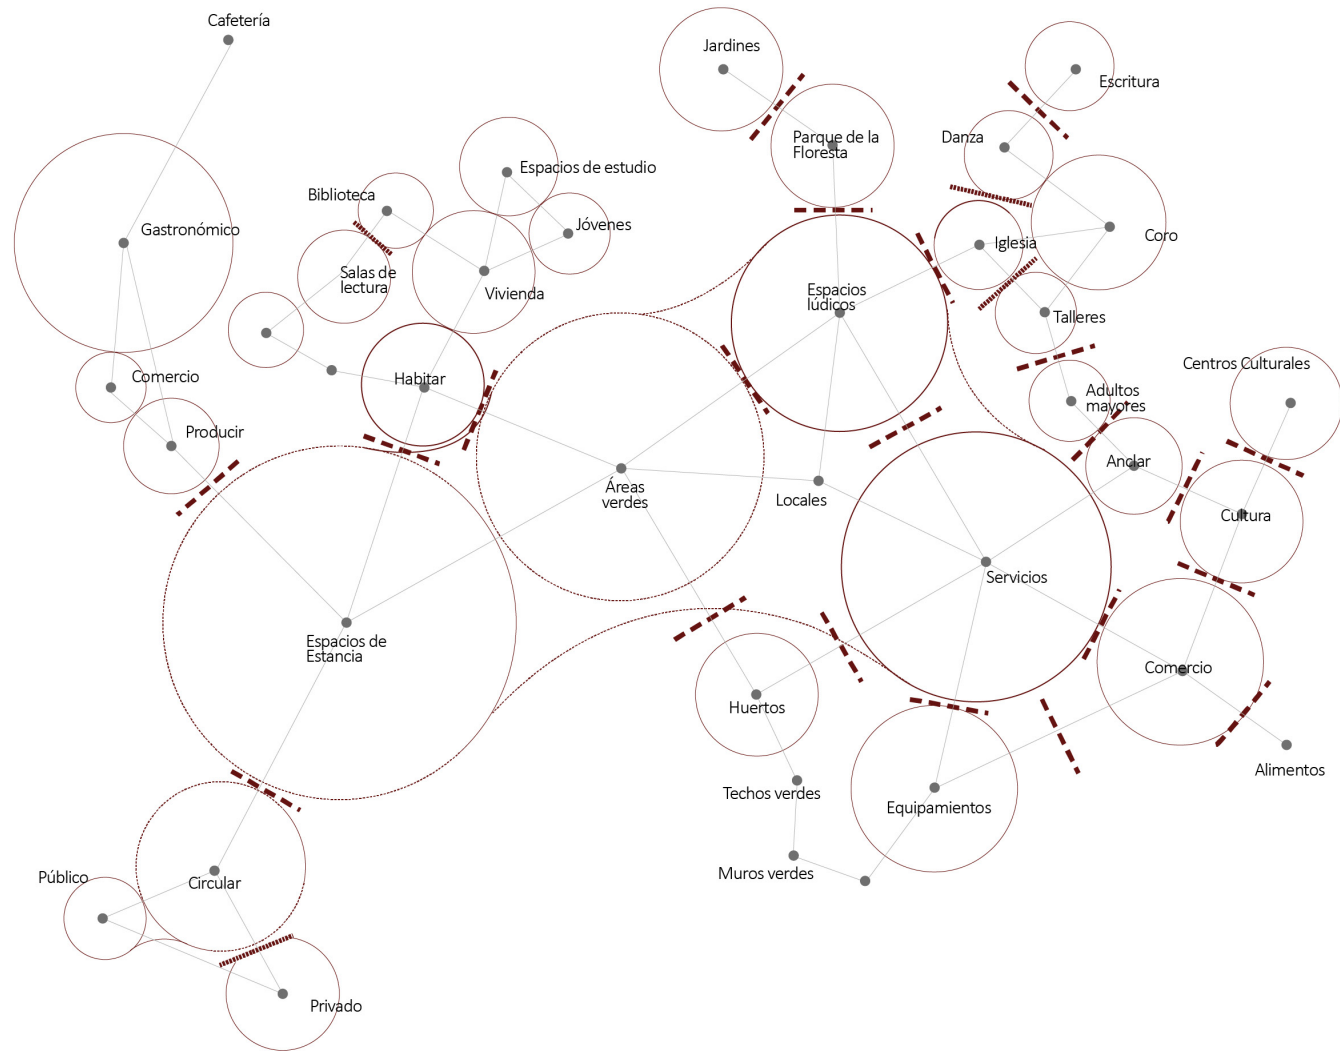 Cafetería
Jardines
Escritura
Parque de la
Floresta
Danza
Espacios de estudio
Biblioteca
Jóvenes
Gastronómico
Coro
Iglesia
Salas de
lectura
Vivienda
Espacios
lúdicos
Talleres
Centros Culturales
Comercio
Habitar
Adultos
mayores
Producir
Andar
Áreas
verdes
Locales
Cultura
Servicios
Espacios de
Estancia
Comercio
Huertos
Alimentos
Techos verdes
Equipamientos
Muros verdes
Público
Circular
Privado